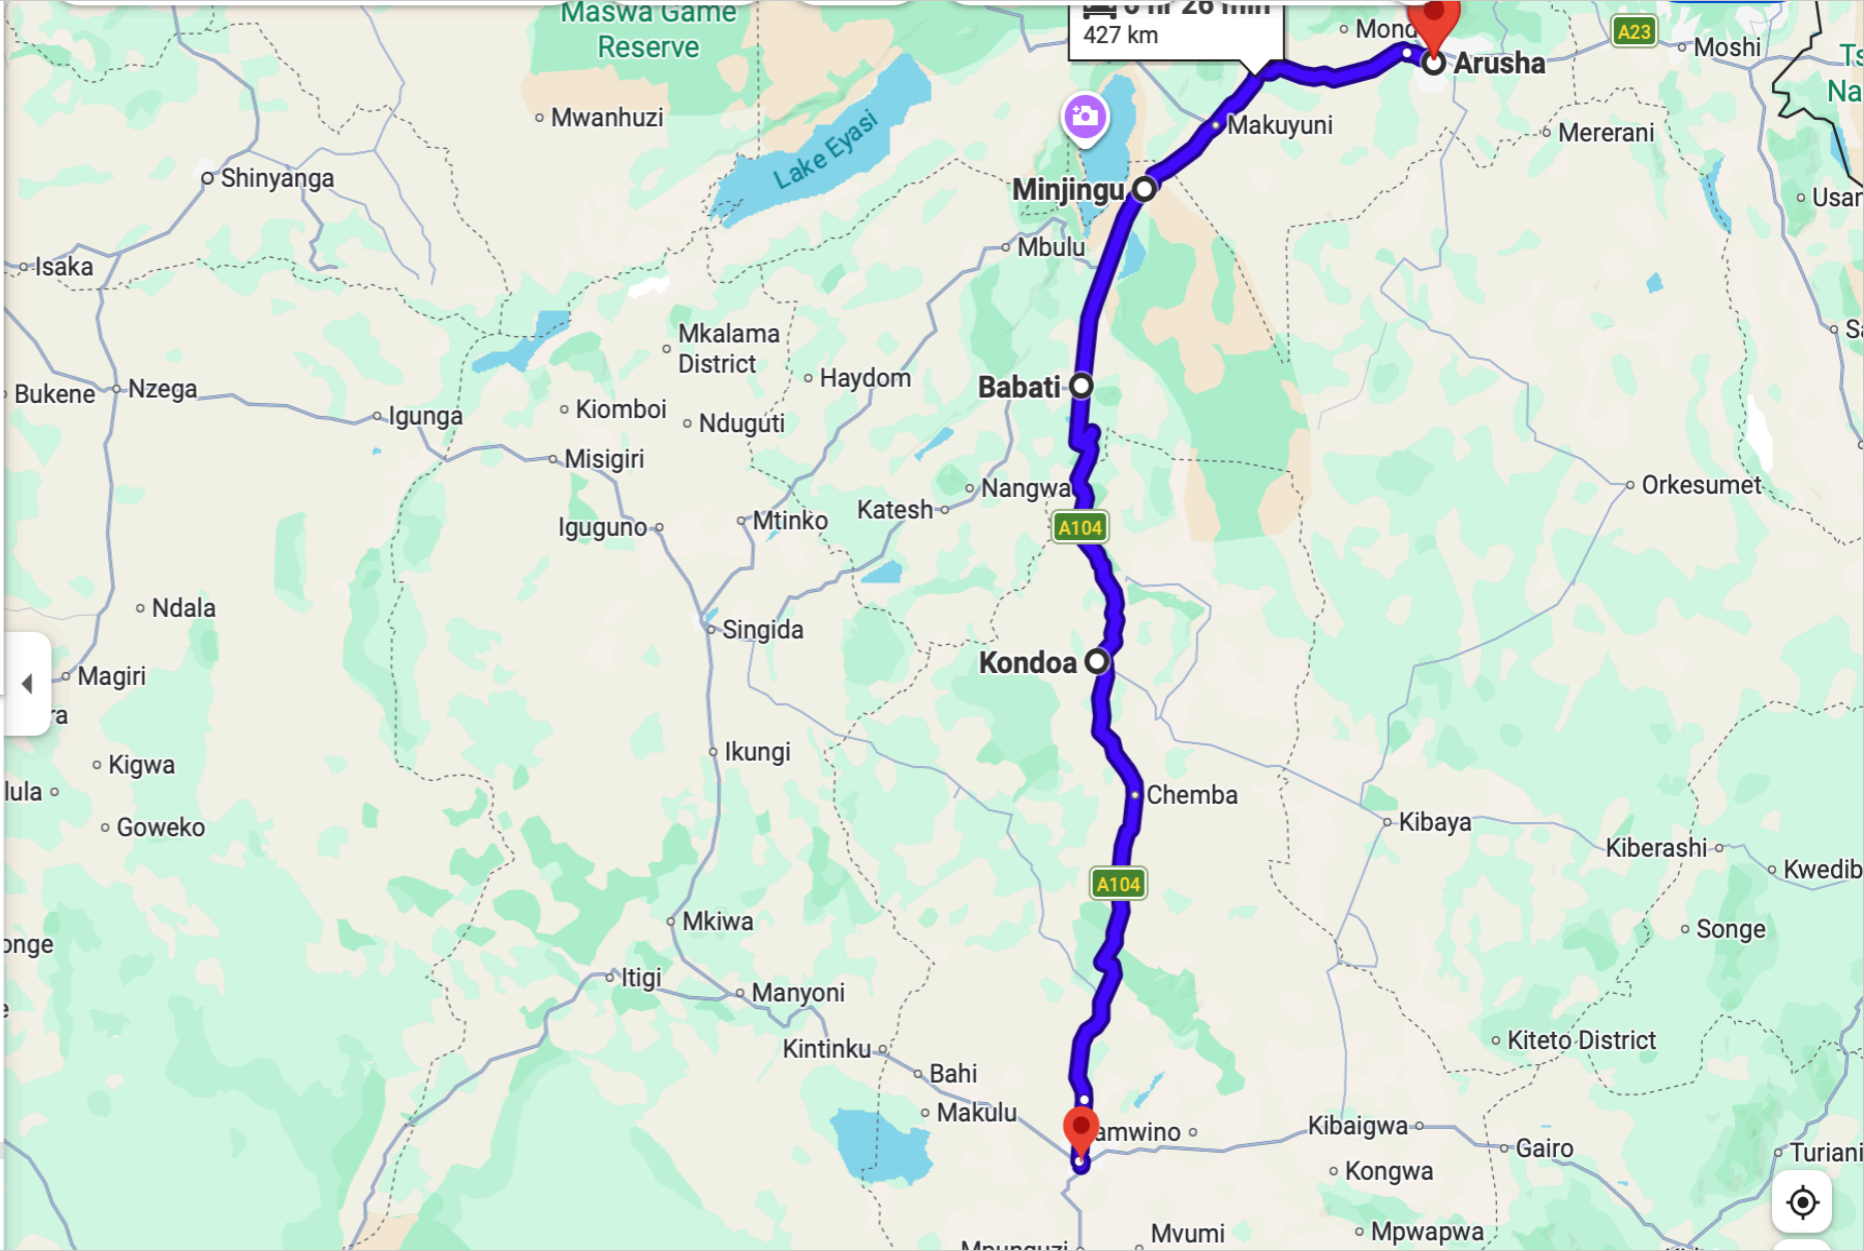 Maswa Game
Reserve
427 km
Arusha
A23
Moshi
Mwanhuzi
Lake Eyasi
Makuyuni
Mererani
Shinyanga
Minjingu
Mbulu
Isaka
Mkalama
District
Haydom
Babati
Bukene
Nzega
Igunga
Kiomboi
Nduguti
Misigiri
Nangwa
Katesh
Orkesumet
Iguguno
Mtinko
A104
Ndala
Singida
Kondoa
Magiri
Ikungi
Kigwa
Chemba
Goweko
Kibaya
Kiberashi
A104
Mkiwa
Songe
Itigi
Manyoni
Kintinku
Kiteto District
Bahi
Makulu
amwino
Kibaigwa
Gairo
Turiani
Kongwa
Mvumi
Mpwapwa